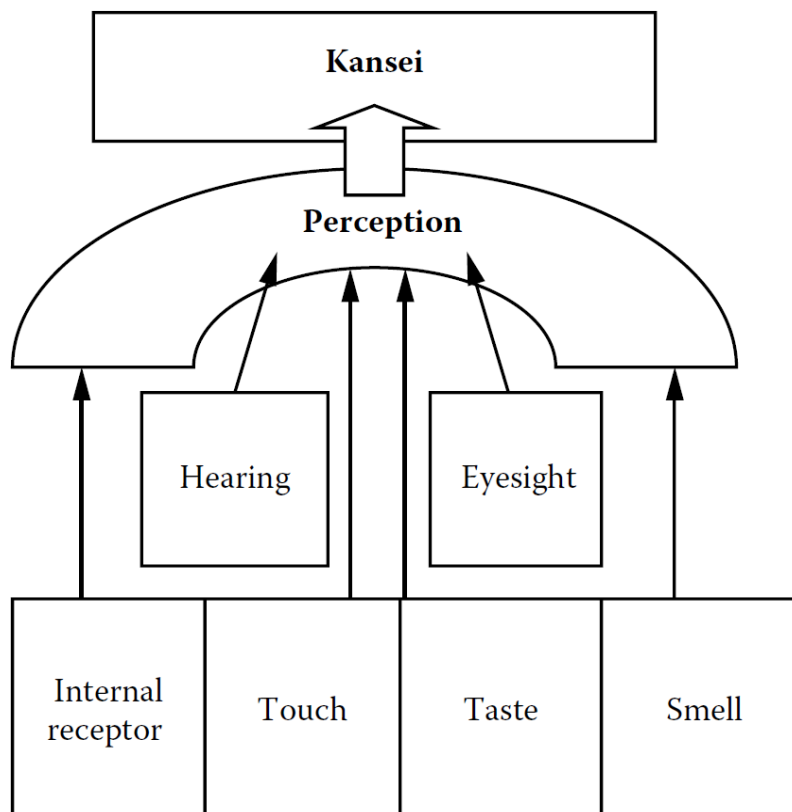 Kansei
Perception
Hearing
Eyesight
Internal
receptor
Touch
Taste
Smell